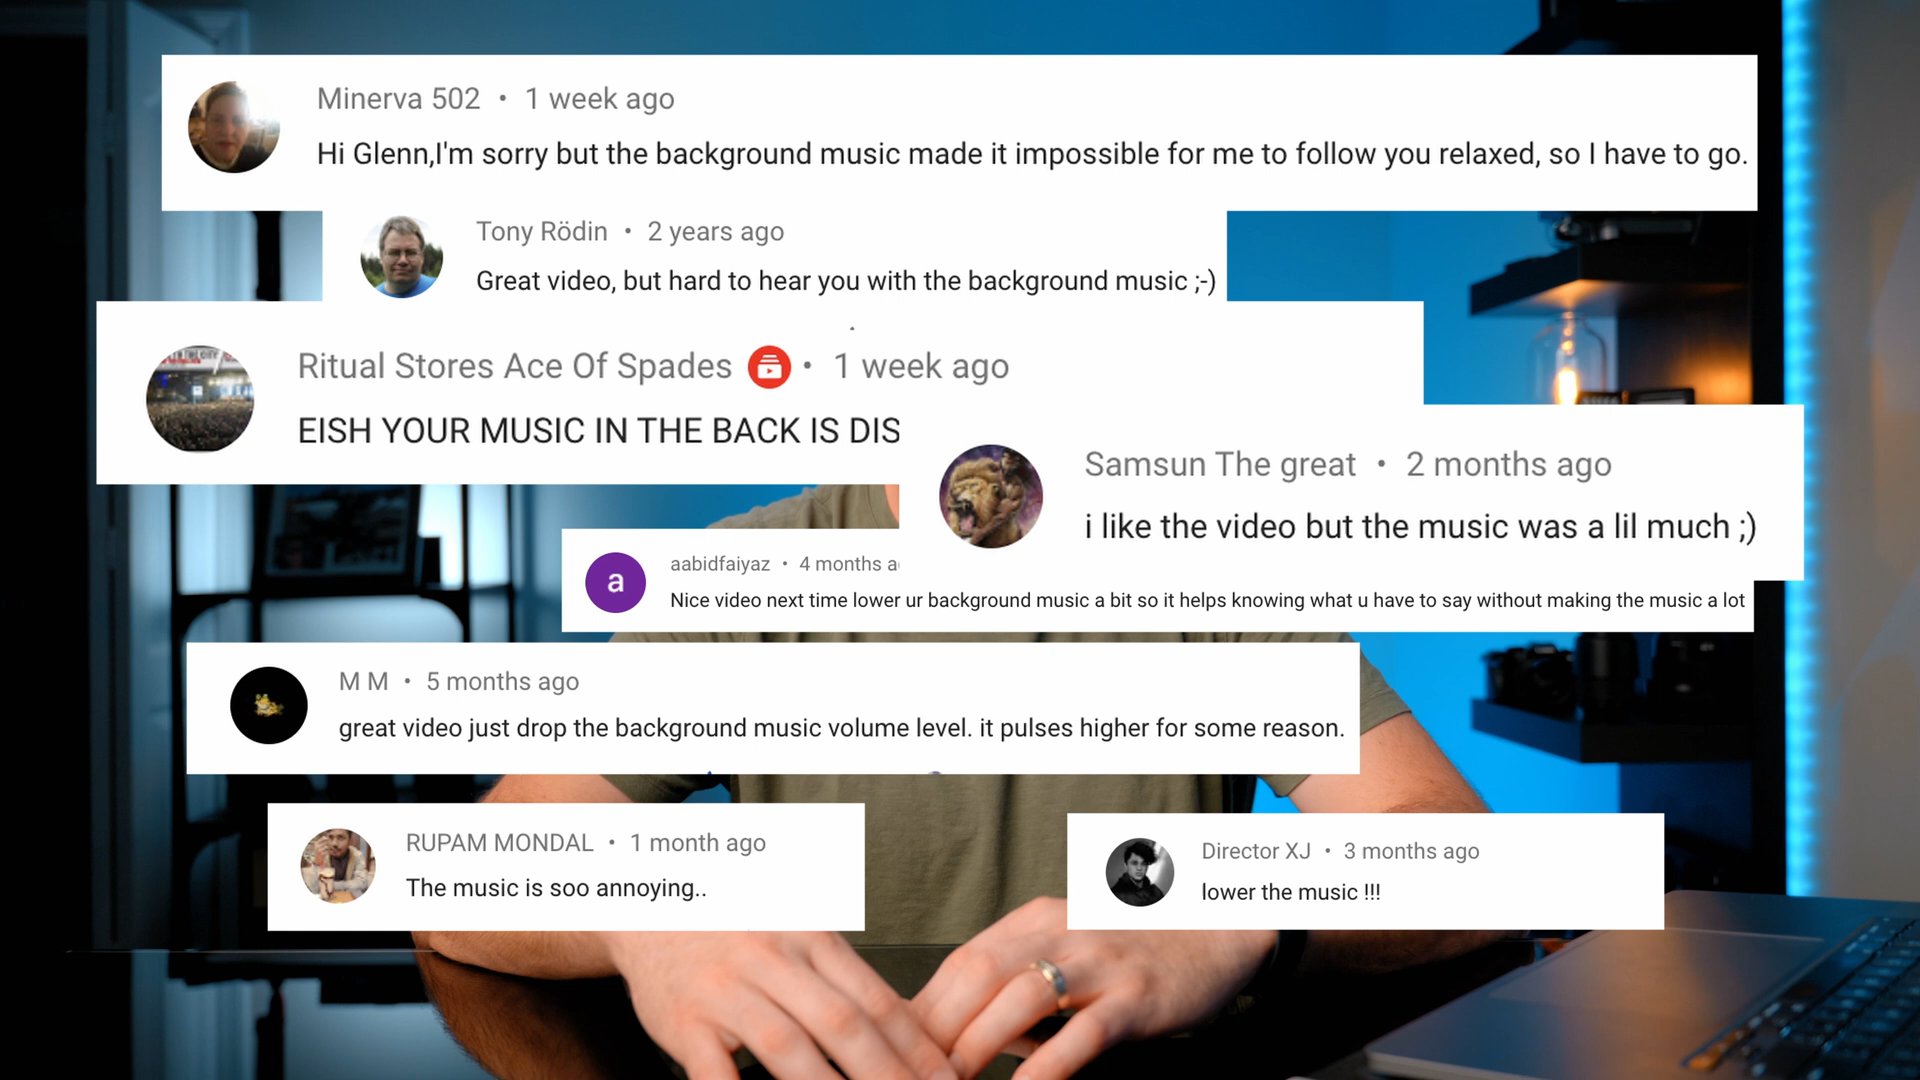 Minerva 502 • 1 week ago
Hi Glenn,I'm sorry but the background music made it impossible for me to follow you relaxed, so I have to go.
Tony Rödin • 2 years ago
Great video, but hard to hear you with the background music ;-)
Ritual Stores Ace Of Spades • 1 week ago
EISH YOUR MUSIC IN THE BACK IS DIS
Samsun The great • 2 months ago
i like the video but the music was a lil much ;)
a
aabidfaiyaz • 4 months a
Nice video next time lower ur background music a bit so it helps knowing what u have to say without making the music a lot
M M • 5 months ago
great video just drop the background music volume level. it pulses higher for some reason.
RUPAM MONDAL • 1 month ago
The music is soo annoying..
Director XJ • 3 months ago
lower the music !!!